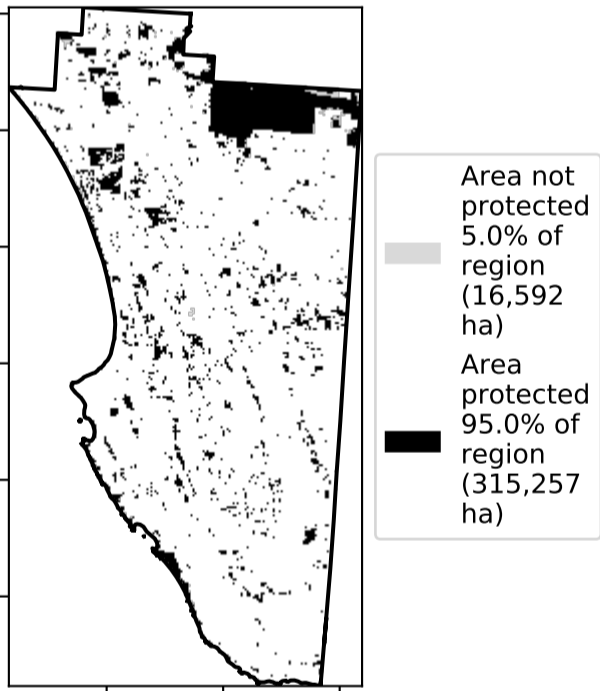 Area not
protected
5.0% of
region
(16,592
ha)
Area
protected
95.0% of
region
(315,257
ha)